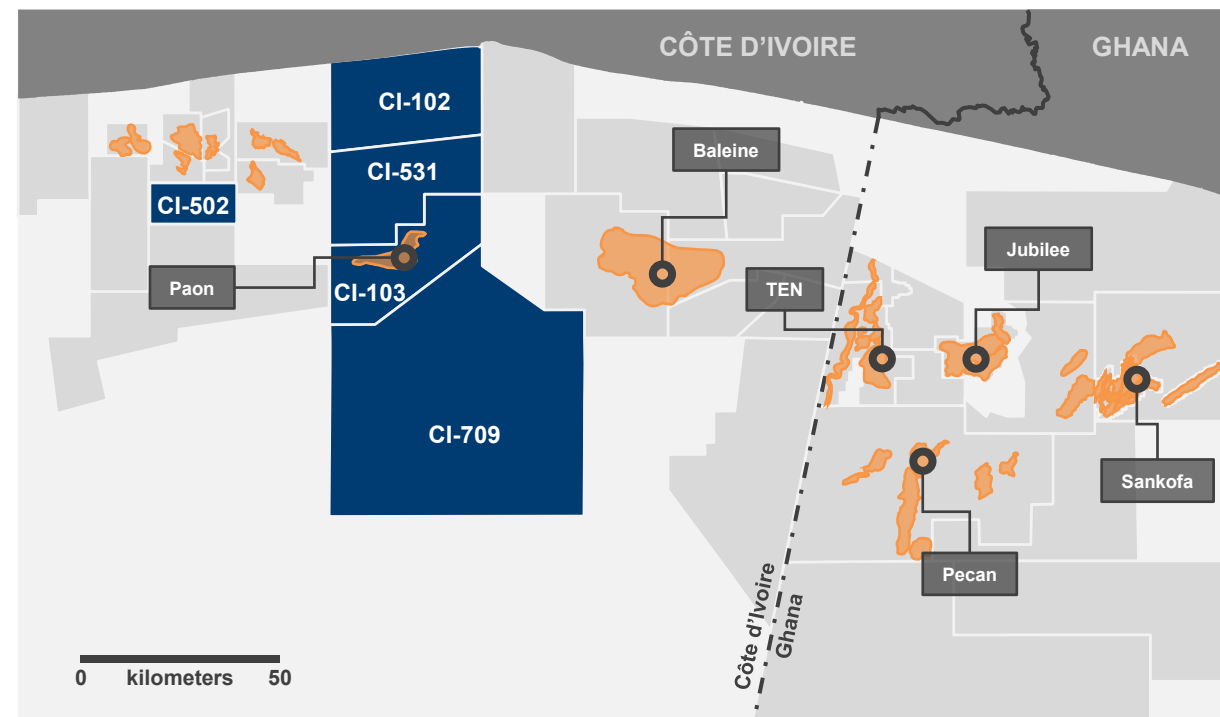 CÔTE D'IVOIRE
GHANA
CI-102
Baleine
CI-531
CI-502
Jubilee
Paon
CI-103
TEN
CI-709
Sankofa
Pecan
Côte d'Ivoire
Ghana
0 kilometers 50